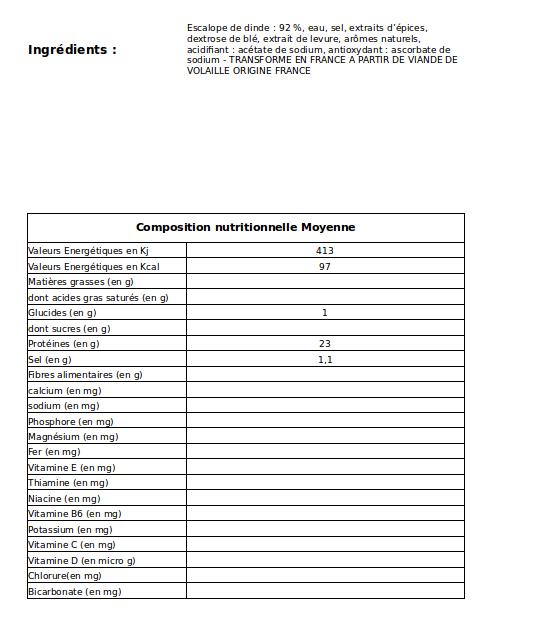 Ingrédients :
Escalope de dinde : 92 %, eau, sel, extraits d'épices,
dextrose de blé, extrait de levure, arômes naturels,
acidifiant : acétate de sodium, antioxydant : ascorbate de
sodium - TRANSFORME EN FRANCE A PARTIR DE VIANDE DE
VOLAILLE ORIGINE FRANCE
Composition nutritionnelle Moyenne
Valeurs Energétiques en Kj 413
Valeurs Energétiques en Kcal 97
Matières grasses (en g)
dont acides gras saturés (en g)
Glucides (en g) 1
dont sucres (en g)
Protéines (en g) 23
Sel (en g) 1,1
Fibres alimentaires (en g)
calcium (en mg)
sodium (en mg)
Phosphore (en mg)
Magnésium (en mg)
Fer (en mg)
Vitamine E (en mg)
Thiamine (en mg)
Niacine (en mg)
Vitamine B6 (en mg)
Potassium (en mg)
Vitamine C (en mg)
Vitamine D (en micro g)
Chlorure(en mg)
Bicarbonate (en mg)